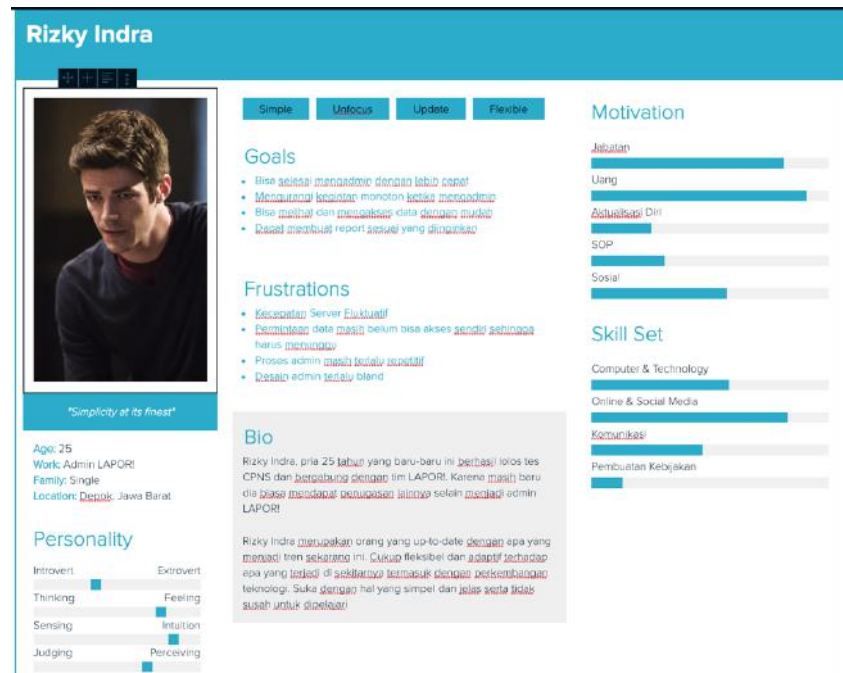 Rizky Indra
"Simplicity at its finest"
Age: 25
Work: Admin LAPOR!
Family: Single
Location: Depok, Jawa Barat
Personality
Introvert Extrovert
Thinking Feeling
Sensing Intuition
Judging Perceiving
Simple Unfocus Update Flexible
Goals
• Bisa selesai mengadmin dengan lebih cepat
• Mengurangi kegiatan monoton ketika mengadmin
• Bisa melihat dan mengakses data dengan mudah
• Dapat membuat report sesuai yang diinginkan
Frustrations
• Kecepatan Server Fluktuatif
• Permintaan data masih belum bisa akses sendiri sehingga
harus menunggu
• Proses admin masih terlalu repetitif
• Desain admin terlalu bland
Bio
Rizky Indra, pria 25 tahun yang baru-baru ini berhasil lolos tes
CPNS dan bergabung dengan tim LAPOR!. Karena masih baru
dia biasa mendapat penugasan lainnya selain menjadi admin
LAPOR!
Rizky Indra merupakan orang yang up-to-date dengan apa yang
menjadi tren sekarang ini. Cukup fleksibel dan adaptif terhadap
apa yang terjadi di sekitarnya termasuk dengan perkembangan
teknologi. Suka dengan hal yang simpel dan jelas serta tidak
susah untuk dipelajari
Motivation
Jabatan
Uang
Aktualisasi Diri
SOP
Sosial
Skill Set
Computer & Technology
Online & Social Media
Komunikasi
Pembuatan Kebijakan